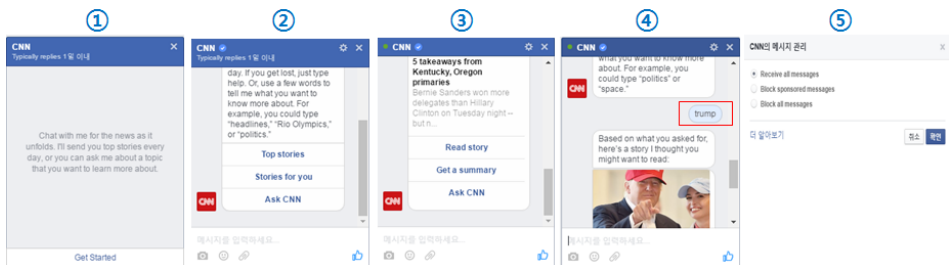 ①
CNN
Typically replies 1일 이내
Chat with me for the news as it
unfolds. I'll send you top stories every
day, or you can ask me about a topic
that you want to learn more about.
Get Started
②
CNN
Typically replies 1일 이내
day. If you get lost, just type
help. Or, use a few words to
tell me what you want to
know more about. For
example, you could type
"headlines," "Rio Olympics,"
or "politics."
Top stories
Stories for you
Ask CNN
CNN
메시지를 입력하세요...
③
CNN
5 takeaways from
Kentucky, Oregon
primaries
Bernie Sanders won more
delegates than Hillary
Clinton on Tuesday night --
but n...
Read story
Get a summary
Ask CNN
CNN
메시지를 입력하세요...
④
CNN
what you want to know more
about. For example, you
could type "politics" or
"space."
CNN
trump
Based on what you asked for,
here's a story I thought you
might want to read:
메시지를 입력하세요...
⑤
CNN의 메시지 관리
Receive all messages
Block sponsored messages
Block all messages
더 알아보기
취소
확인